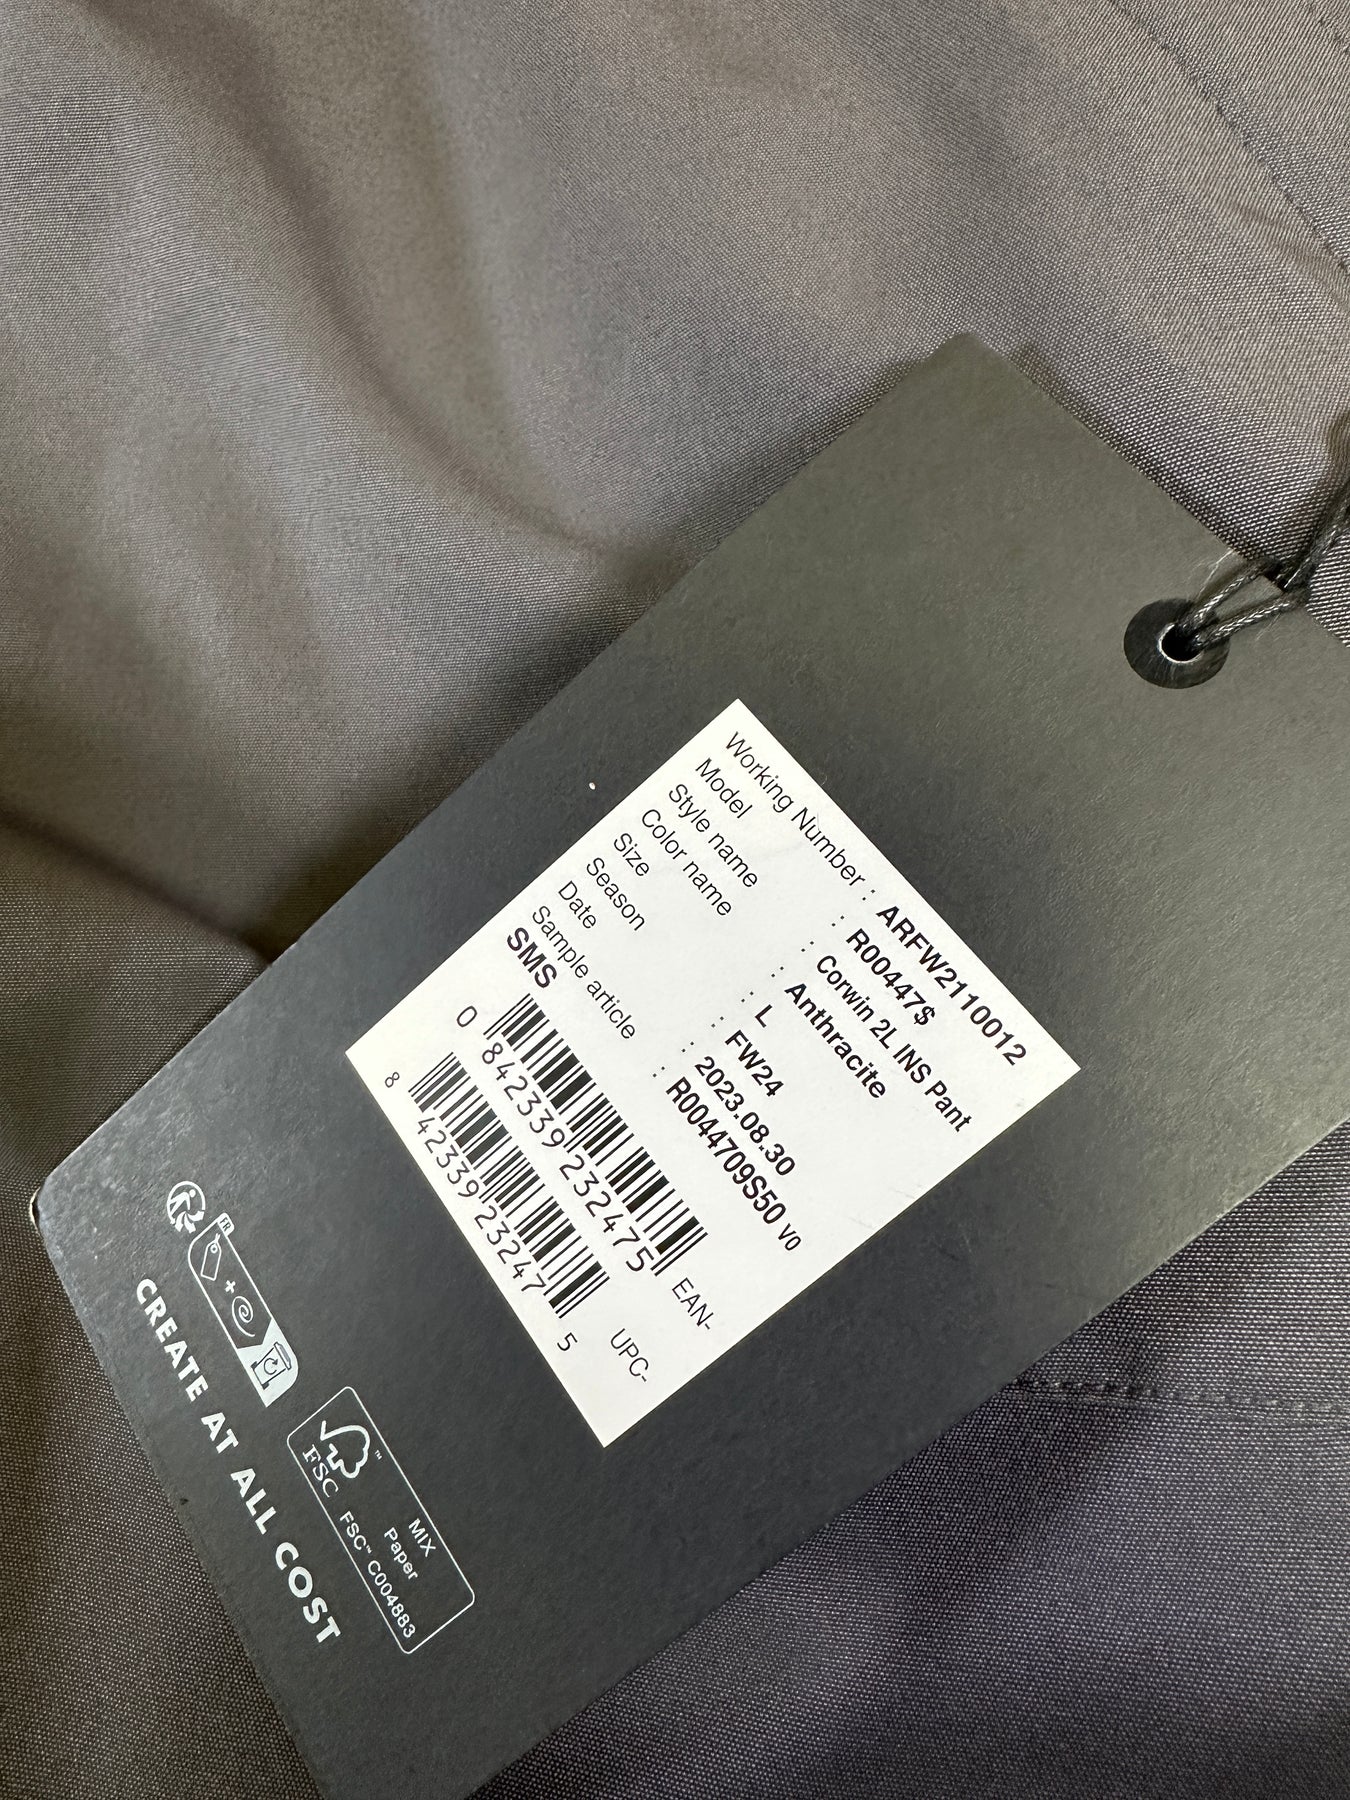 Working Number : ARFW2110012
Model : R00447$
Style name : Corwin 2L INS Pant
Color name : Anthracite
Size : L
Season : FW24
Date : 2023.08.30
Sample article : R0044709S50 V0
SMS
0 842339 232475 EAN-
8 42339 23247 5 UPC-
FR
+
CREATE AT ALL COST
FSC™
MIX
Paper
FSC™ C004883